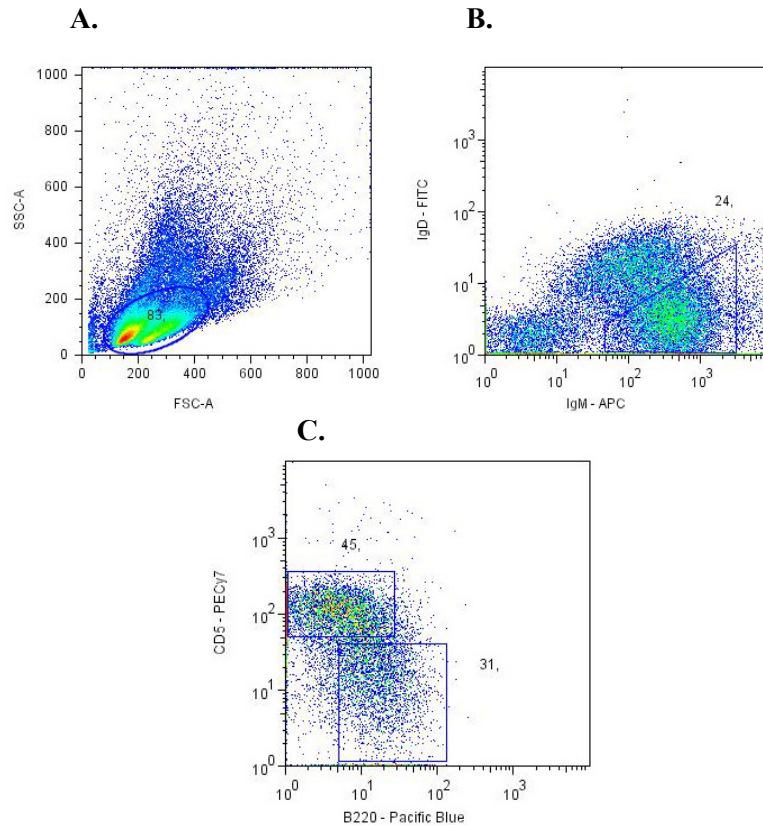 A.
B.
1000
800
600
400
200
0
SSC-A
83,
0 200 400 600 800 1000
FSC-A
10³
10²
10¹
10⁰
IgD - FITC
24,
10⁰ 10¹ 10² 10³
IgM - APC
C.
10³
10²
10¹
10⁰
CD5 - PECy7
45,
31,
10⁰ 10¹ 10² 10³
B220 - Pacific Blue